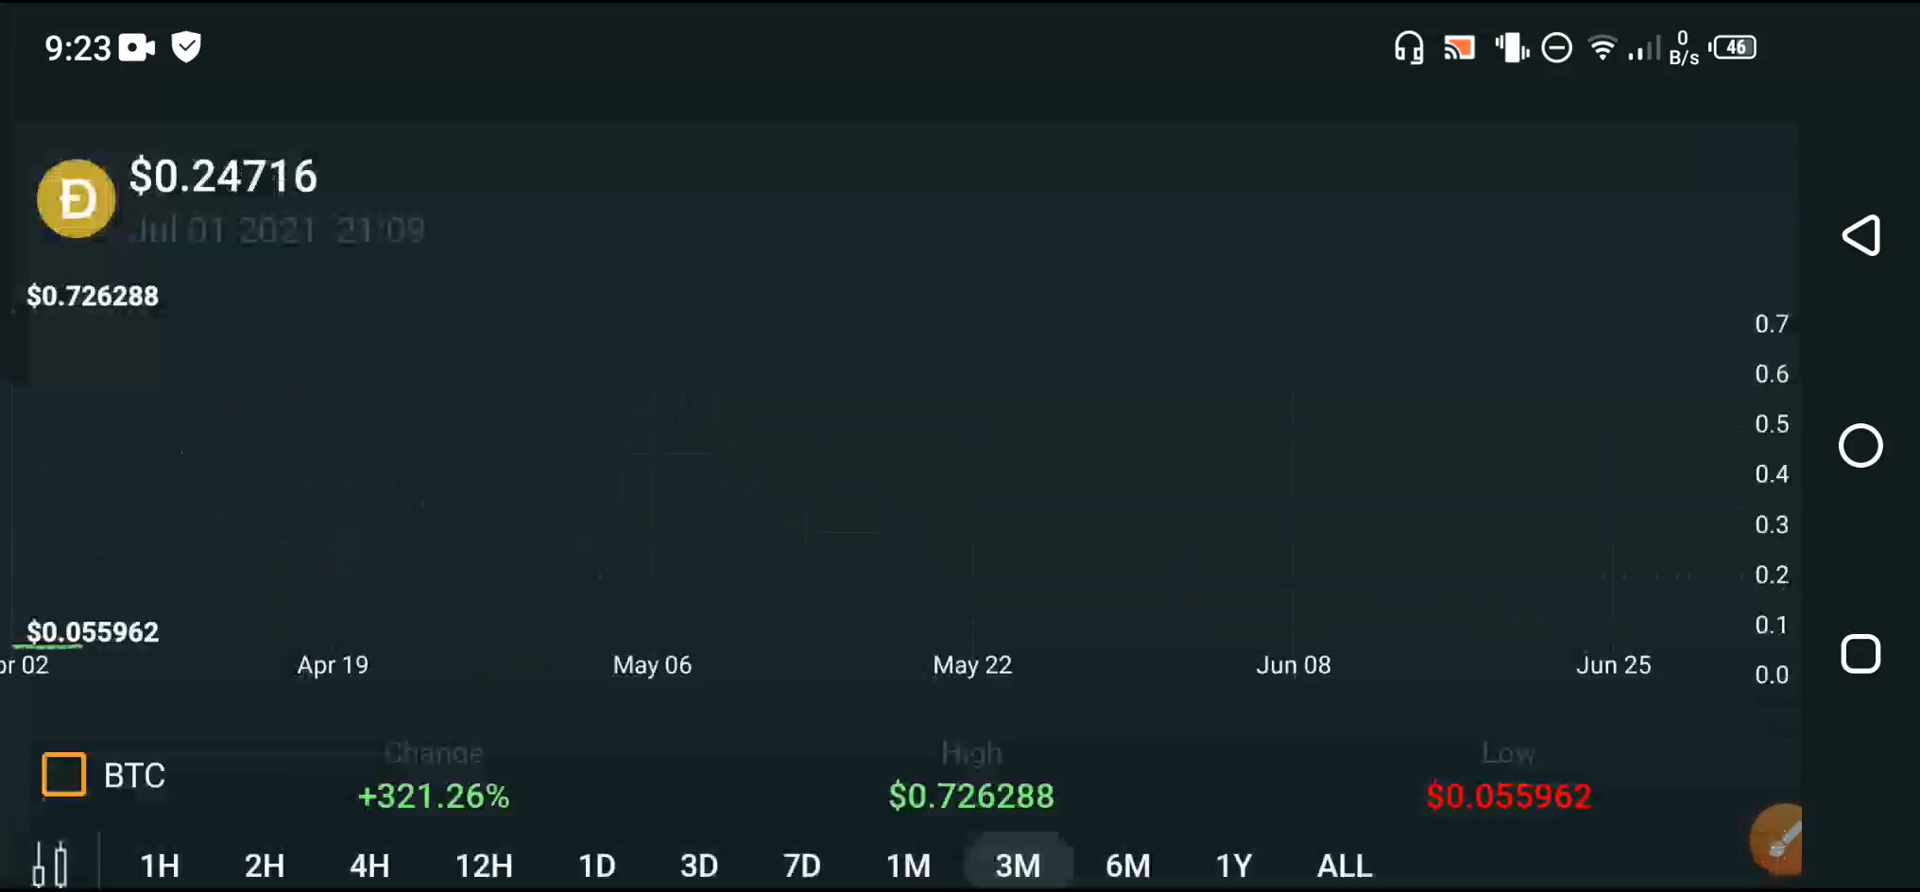 9:23
0 B/s
46
$0.24716
Jul 01 2021 21:09
$0.726288
0.7
0.6
0.5
0.4
0.3
0.2
$0.055962
0.1
0.0
pr 02 Apr 19 May 06 May 22 Jun 08 Jun 25
BTC
Change High Low
+321.26% $0.726288 $0.055962
1H 2H 4H 12H 1D 3D 7D 1M 3M 6M 1Y ALL